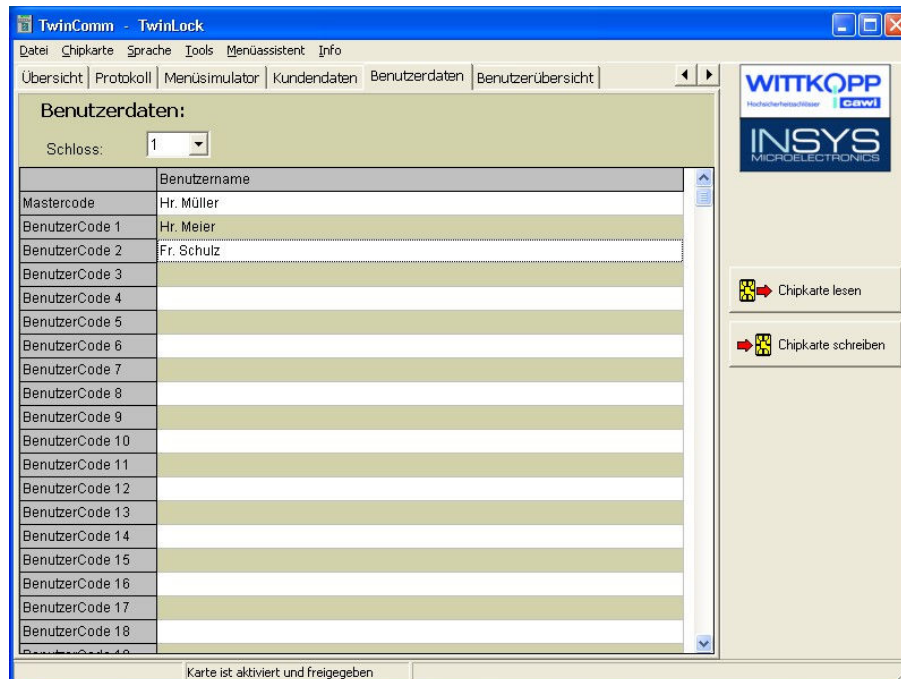 TwinComm - TwinLock
Datei Chipkarte Sprache Tools Menüassistent Info
Übersicht Protokoll Menüsimulator Kundendaten Benutzerdaten Benutzerübersicht
Benutzerdaten:
Schloss: 1
Benutzername
Mastercode Hr. Müller
BenutzerCode 1 Hr. Meier
BenutzerCode 2 Fr. Schulz
BenutzerCode 3
BenutzerCode 4
BenutzerCode 5
BenutzerCode 6
BenutzerCode 7
BenutzerCode 8
BenutzerCode 9
BenutzerCode 10
BenutzerCode 11
BenutzerCode 12
BenutzerCode 13
BenutzerCode 14
BenutzerCode 15
BenutzerCode 16
BenutzerCode 17
BenutzerCode 18
WITTKOPP
Hochsicherheitsschlösser cawi
INSYS
MICROELECTRONICS
Chipkarte lesen
Chipkarte schreiben
Karte ist aktiviert und freigegeben